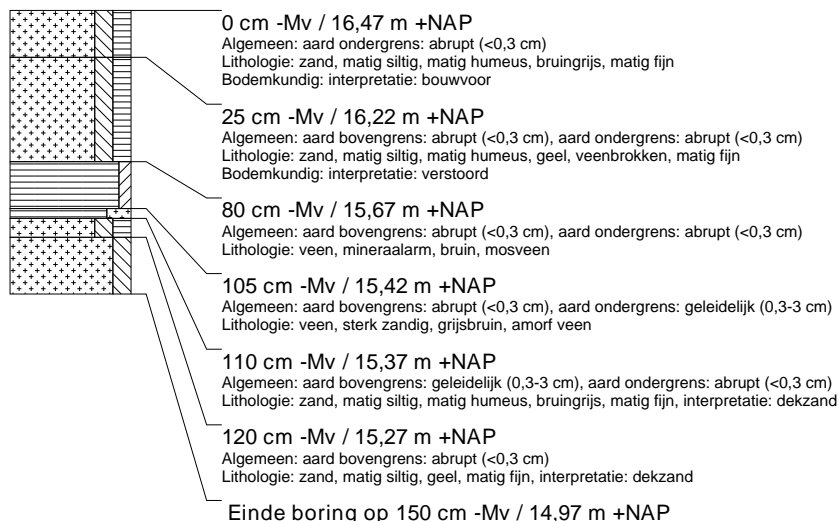 0 cm -Mv / 16,47 m +NAP
Algemeen: aard ondergrens: abrupt (<0,3 cm)
Lithologie: zand, matig siltig, matig humeus, bruingrijs, matig fijn
Bodemkundig: interpretatie: bouwvoor
25 cm -Mv / 16,22 m +NAP
Algemeen: aard bovengrens: abrupt (<0,3 cm), aard ondergrens: abrupt (<0,3 cm)
Lithologie: zand, matig siltig, matig humeus, geel, veenbrokken, matig fijn
Bodemkundig: interpretatie: verstoord
80 cm -Mv / 15,67 m +NAP
Algemeen: aard bovengrens: abrupt (<0,3 cm), aard ondergrens: abrupt (<0,3 cm)
Lithologie: veen, mineraalarm, bruin, mosveen
105 cm -Mv / 15,42 m +NAP
Algemeen: aard bovengrens: abrupt (<0,3 cm), aard ondergrens: geleidelijk (0,3-3 cm)
Lithologie: veen, sterk zandig, grijsbruin, amorf veen
110 cm -Mv / 15,37 m +NAP
Algemeen: aard bovengrens: geleidelijk (0,3-3 cm), aard ondergrens: abrupt (<0,3 cm)
Lithologie: zand, matig siltig, matig humeus, bruingrijs, matig fijn, interpretatie: dekzand
120 cm -Mv / 15,27 m +NAP
Algemeen: aard bovengrens: abrupt (<0,3 cm)
Lithologie: zand, matig siltig, geel, matig fijn, interpretatie: dekzand
Einde boring op 150 cm -Mv / 14,97 m +NAP